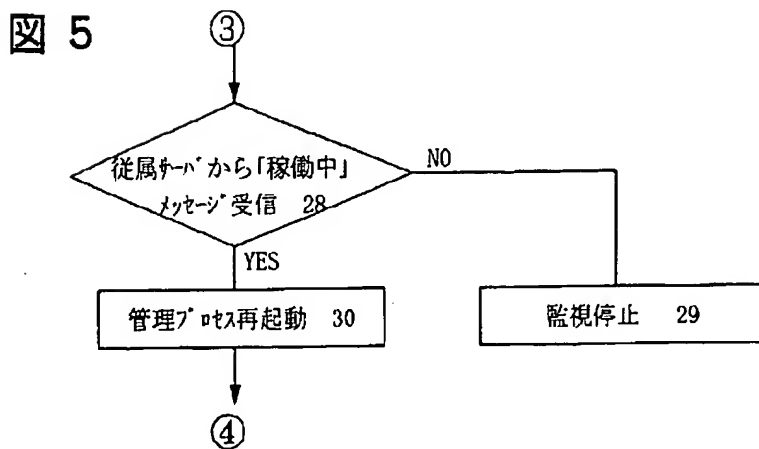 図 5
③
従属サーバから「稼働中」
メッセージ受信 28
NO
YES
管理プロセス再起動 30
監視停止 29
④